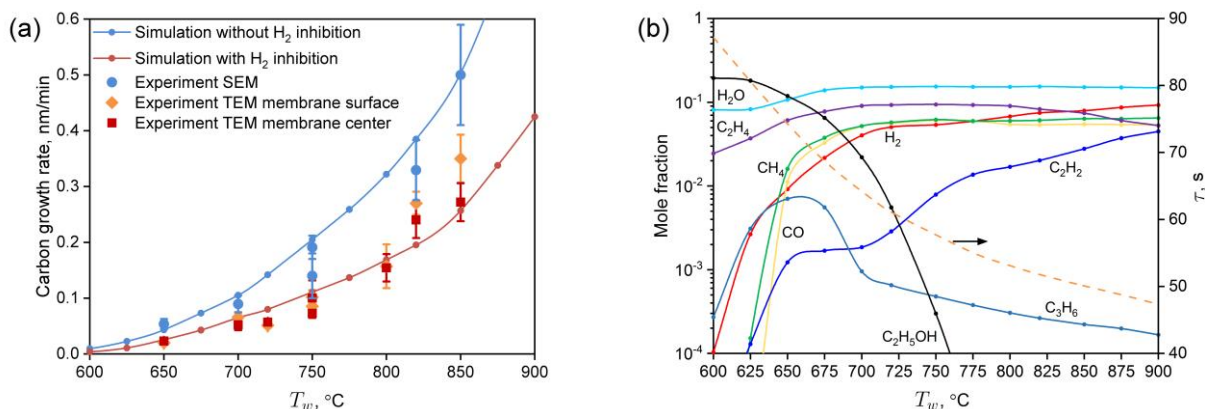 (a)
Carbon growth rate, nm/min
0.6
0.5
0.4
0.3
0.2
0.1
0.0
Simulation without H₂ inhibition
Simulation with H₂ inhibition
Experiment SEM
Experiment TEM membrane surface
Experiment TEM membrane center
600 650 700 750 800 850 900
T_w, °C
(b)
Mole fraction
1
10⁻¹
10⁻²
10⁻³
10⁻⁴
H₂O
C₂H₄
CH₄
H₂
C₂H₂
CO
C₃H₆
C₂H₅OH
90
80
70
60
50
40
τ, s
600 625 650 675 700 725 750 775 800 825 850 875 900
T_w, °C